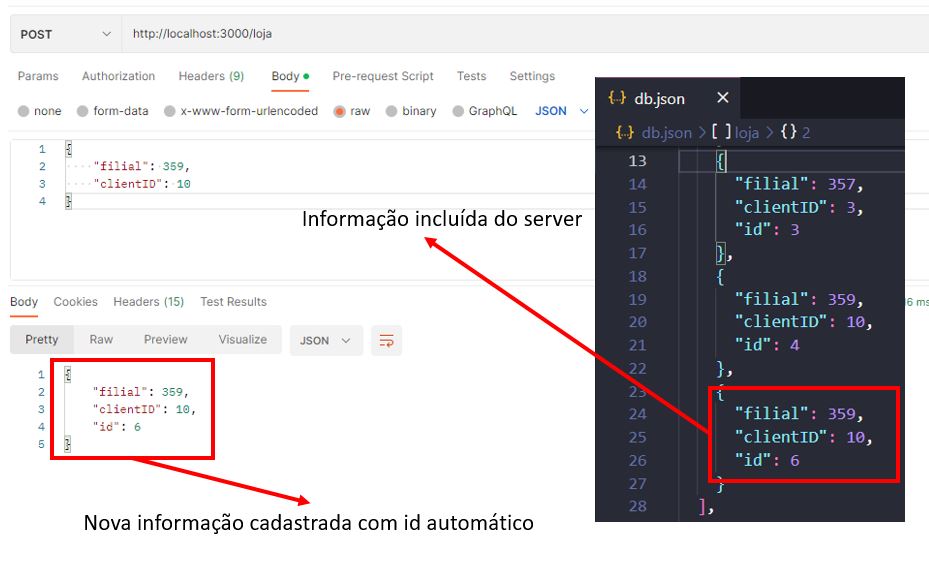 POST http://localhost:3000/loja
Params Authorization Headers (9) Body Pre-request Script Tests Settings
none form-data x-www-form-urlencoded raw binary GraphQL JSON
1 {
2 "filial": 359,
3 "clientID": 10
4 }
Informação incluída do server
Body Cookies Headers (15) Test Results
Pretty Raw Preview Visualize JSON
1 {
2 "filial": 359,
3 "clientID": 10,
4 "id": 6
5 }
Nova informação cadastrada com id automático
{..} db.json ×
{..} db.json > [ ] loja > {} 2
13 {
14 "filial": 357,
15 "clientID": 3,
16 "id": 3
17 },
18 {
19 "filial": 359,
20 "clientID": 10,
21 "id": 4
22 },
23 {
24 "filial": 359,
25 "clientID": 10,
26 "id": 6
27 }
28 ],